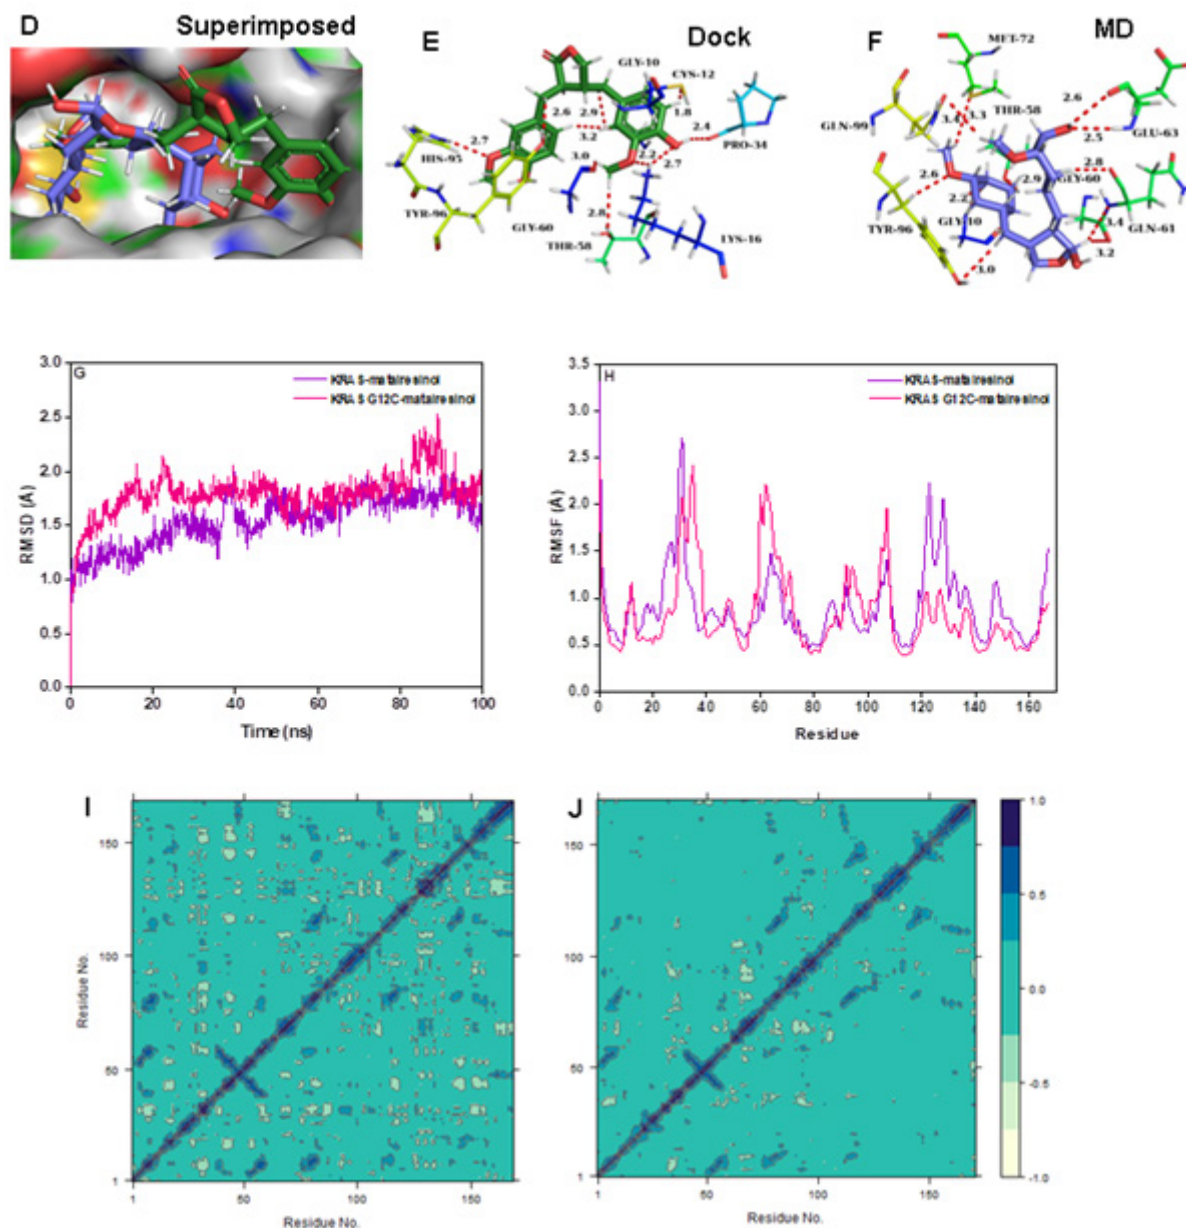 D
Superimposed
E
Dock
F
MD
GLY-10
CYS-12
2.6
2.9
1.8
3.2
2.4
2.7
HIS-95
PRO-34
3.0
2.2
2.7
TYR-96
2.8
GLY-60
THR-58
LYS-16
MET-72
GLN-99
THR-58
2.6
3.4
3.3
2.5
GLU-63
2.8
2.6
2.9
GLY-60
2.2
TYR-96
GLY-10
3.4
GLN-61
3.2
3.0
G
KRAS-matairesinol
KRAS G12C-matairesinol
3.0
2.5
2.0
1.5
1.0
0.5
0.0
RMSD (Å)
0
20
40
60
80
100
Time (ns)
H
KRAS-matairesinol
KRAS G12C-matairesinol
3.5
3.0
2.5
2.0
1.5
1.0
0.5
0.0
RMSF (Å)
0
20
40
60
80
100
120
140
160
Residue
I
150
100
50
1
Residue No.
1
50
100
150
Residue No.
J
150
100
50
1
1
50
100
150
Residue No.
1.0
0.5
0.0
-0.5
-1.0